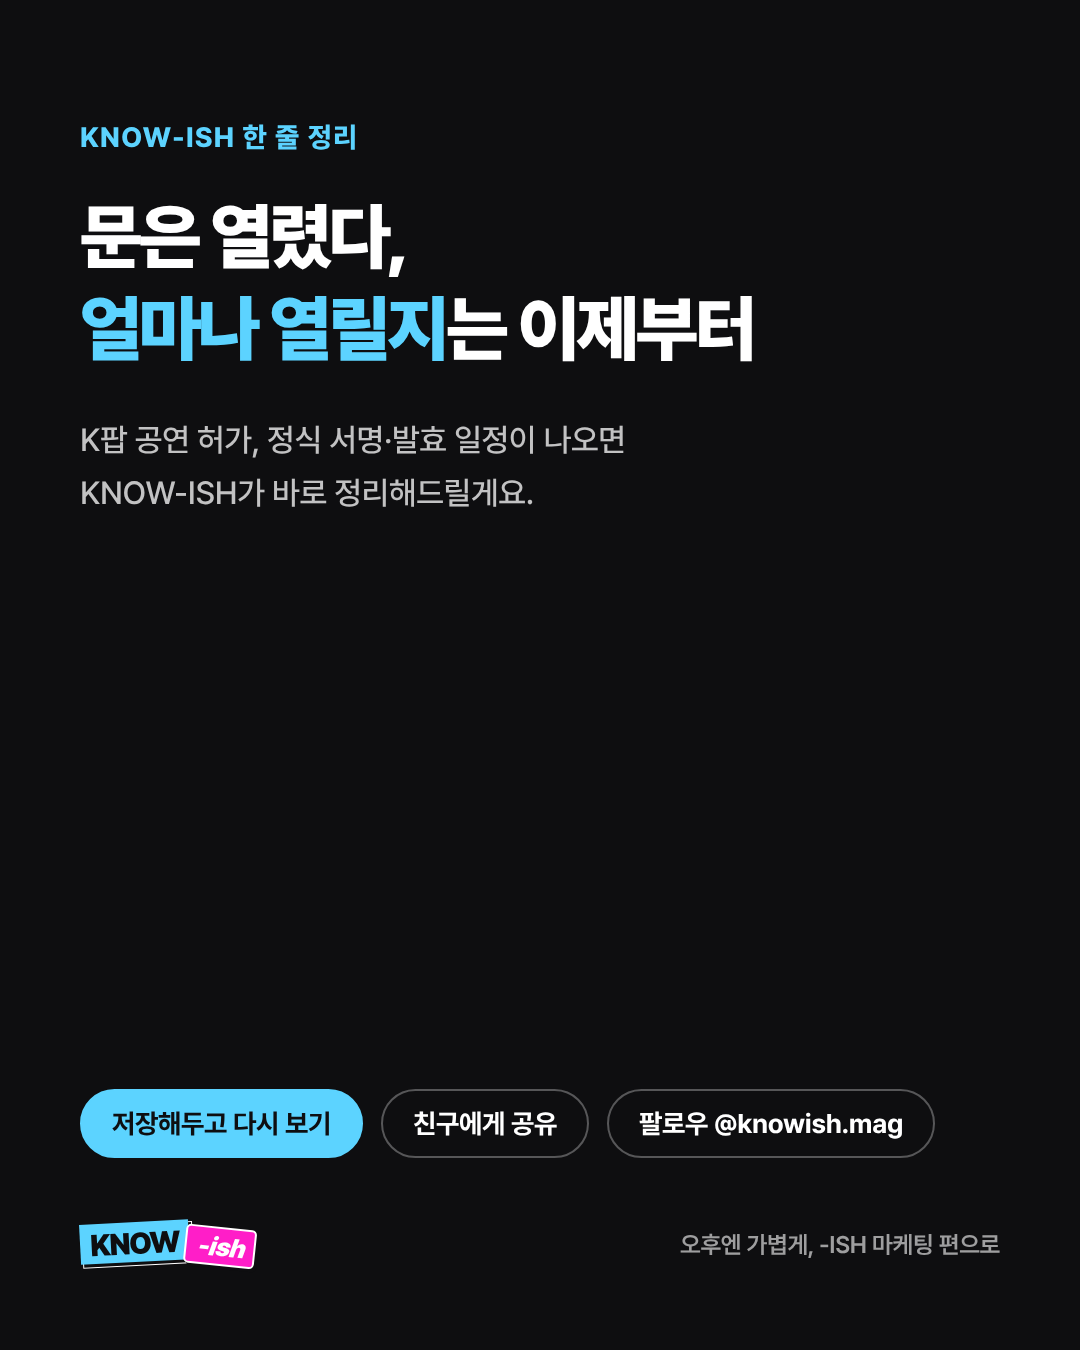 KNOW-ISH 한 줄 정리
문은 열렸다,
얼마나 열릴지는 이제부터
K팝 공연 허가, 정식 서명·발효 일정이 나오면
KNOW-ISH가 바로 정리해드릴게요.
저장해두고 다시 보기
친구에게 공유
팔로우 @knowish.mag
KNOW -ish
오후엔 가볍게, -ISH 마케팅 편으로